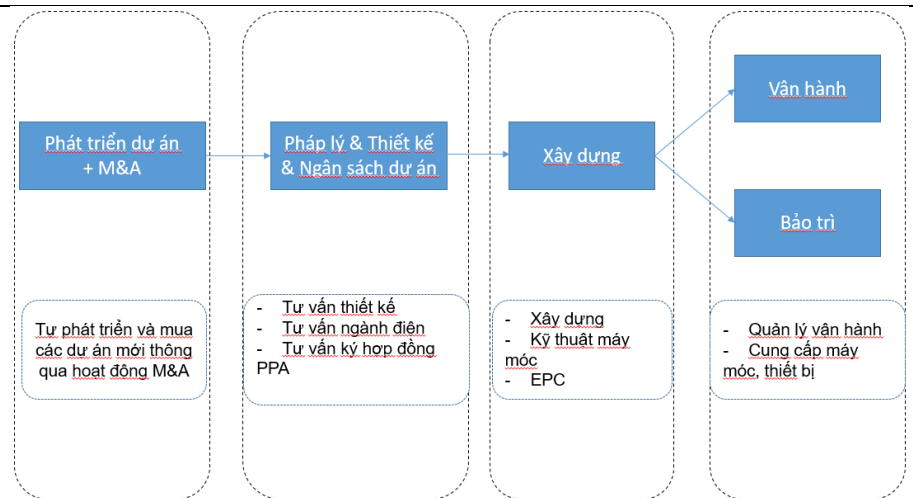 Phát triển dự án
+ M&A
Pháp lý & Thiết kế
& Ngân sách dự án
Xây dựng
Vận hành
Bảo trì
Tự phát triển và mua
các dự án mới thông
qua hoạt động M&A
- Tư vấn thiết kế
- Tư vấn ngành điện
- Tư vấn ký hợp đồng
PPA
- Xây dựng
- Kỹ thuật máy
móc
- EPC
- Quản lý vận hành
- Cung cấp máy
móc, thiết bị